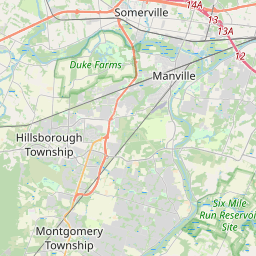 Somerville
14A
13A
13
12
Duke Farms
Manville
Hillsborough
Township
Six Mile
Run Reservoir
Site
Montgomery
Township